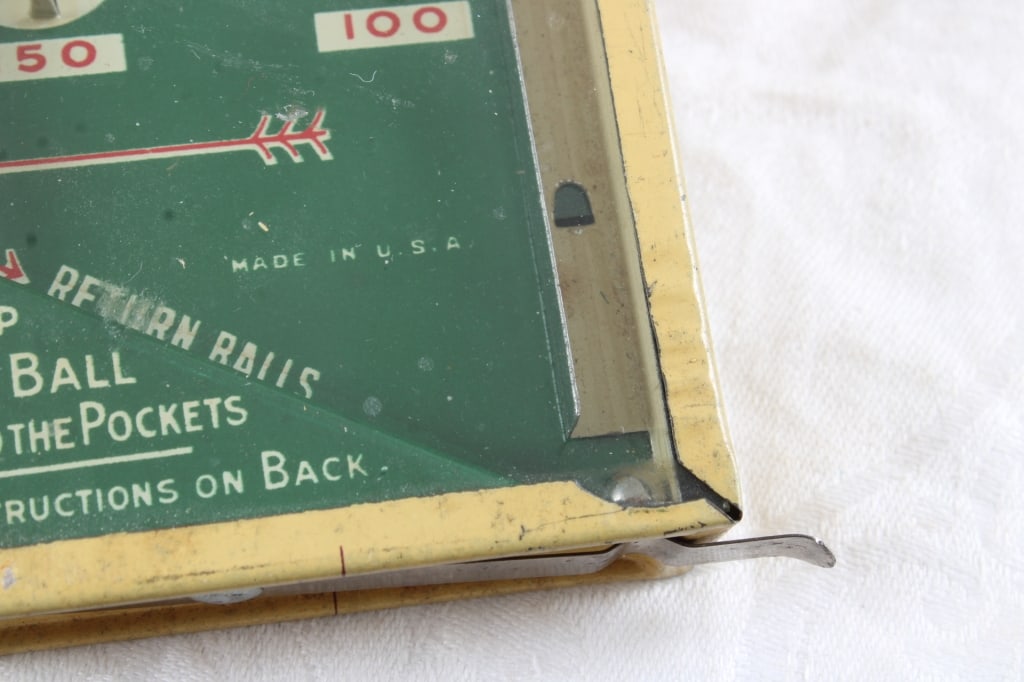 50 100
MADE IN U.S.A.
RETURN BALLS
P
BALL
THE POCKETS
RUCTIONS ON BACK